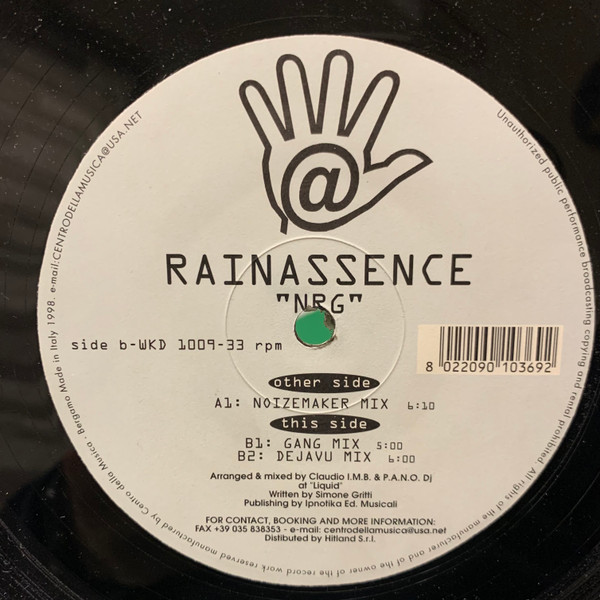 @
RAINASSENCE
"NRG"
side b-WKD 1009-33 rpm
8 022090 103692
other side
A1: NOIZEMAKER MIX 6:10
this side
B1: GANG MIX 5:00
B2: DEJAVU MIX 6:00
Arranged & mixed by Claudio I.M.B. & P.A.N.O. Dj
at "Liquid"
Written by Simone Gritti
Publishing by Ipnotika Ed. Musicali
FOR CONTACT, BOOKING AND MORE INFORMATION:
FAX +39 035 838353 - e-mail: centrodellamusica@usa.net
Distibuted by Hitland S.r.l.
Unauthorized public performance broadcasting copying and rental prohibited. All rights of the manufacturer and of the owner of the record work reserved manufactured by Centro della Musica - Bergamo Made in Italy 1998. e-mail:CENTRODELLAMUSICA@USA.NET